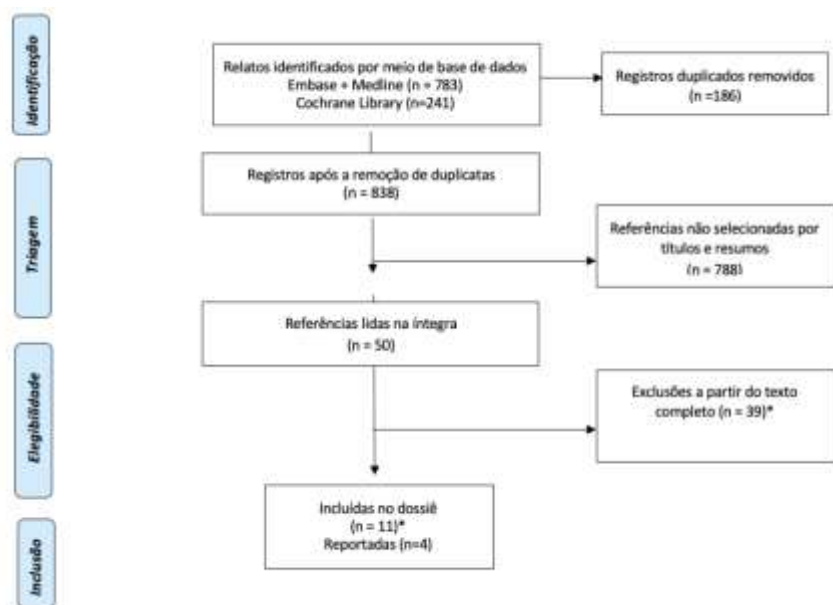 Identificação
Relatos identificados por meio de base de dados
Embase + Medline (n = 783)
Cochrane Library (n=241)
Registros duplicados removidos
(n =186)
Triagem
Registros após a remoção de duplicatas
(n = 838)
Referências não selecionadas por
títulos e resumos
(n = 788)
Referências lidas na íntegra
(n = 50)
Elegibilidade
Exclusões a partir do texto
completo (n = 39)*
Inclusão
Incluídas no dossiê
(n = 11)*
Reportadas (n=4)